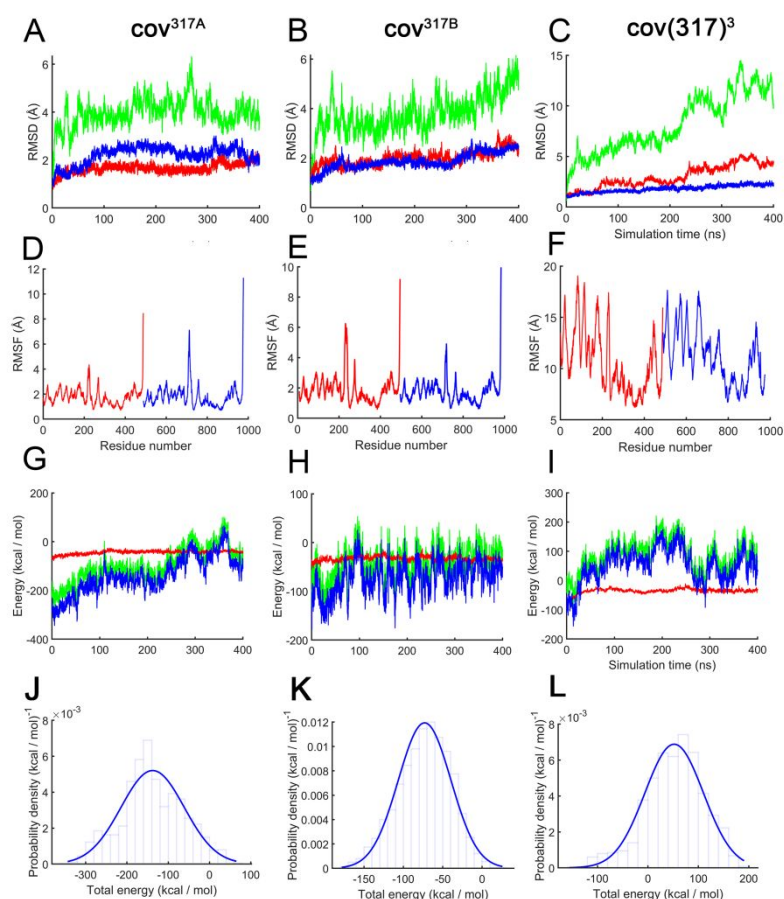 cov³¹⁷ᴬ cov³¹⁷ᴮ cov(317)³
A B C
RMSD (Å) RMSD (Å) RMSD (Å)
6 6 15
4 4 10
2 2 5
0 0 0
0 100 200 300 400 0 100 200 300 400 0 100 200 300 400
Simulation time (ns)
D E F
RMSF (Å) RMSF (Å) RMSF (Å)
12 10 20
10 8 15
8 6 10
6 4 5
4 2
2 0
0
0 200 400 600 800 1000 0 200 400 600 800 1000 0 200 400 600 800 1000
Residue number Residue number Residue number
G H I
Energy (kcal / mol) Energy (kcal / mol) Energy (kcal / mol)
200 100 300
0 0 200
-200 -100 100
-400 -200 0
-100
-200
0 100 200 300 400 0 100 200 300 400 0 100 200 300 400
Simulation time (ns)
J K L
Probability density (kcal / mol)⁻¹ Probability density (kcal / mol)⁻¹ Probability density (kcal / mol)⁻¹
×10⁻³ ×10⁻³
8 0.012 8
6 0.01 6
4 0.008 4
2 0.006 2
0 0.004 0
0.002
0
-300 -200 -100 0 100 -150 -100 -50 0 -100 0 100 200
Total energy (kcal / mol) Total energy (kcal / mol) Total energy (kcal / mol)